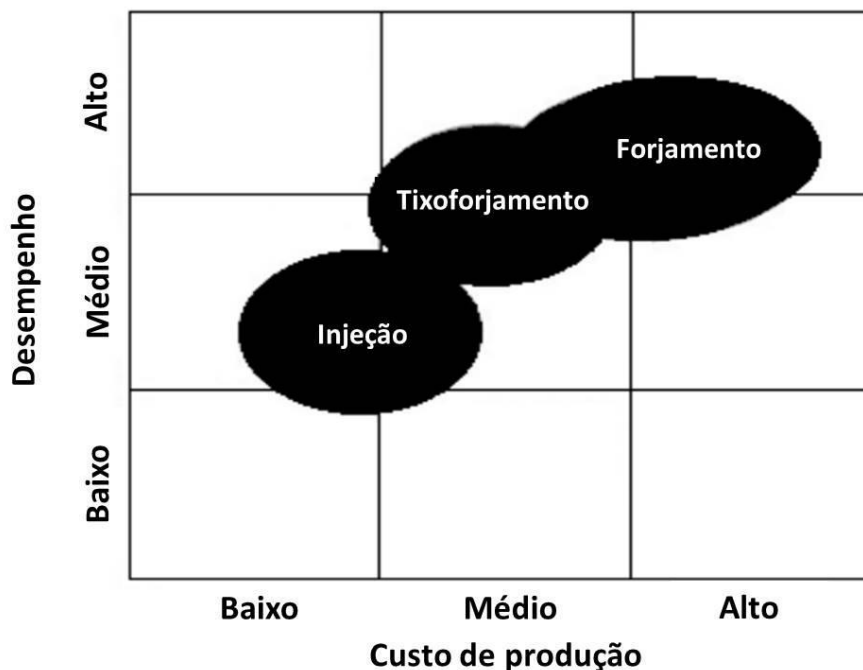 Desempenho
Alto
Médio
Baixo
Forjamento
Tixoforjamento
Injeção
Baixo
Médio
Alto
Custo de produção